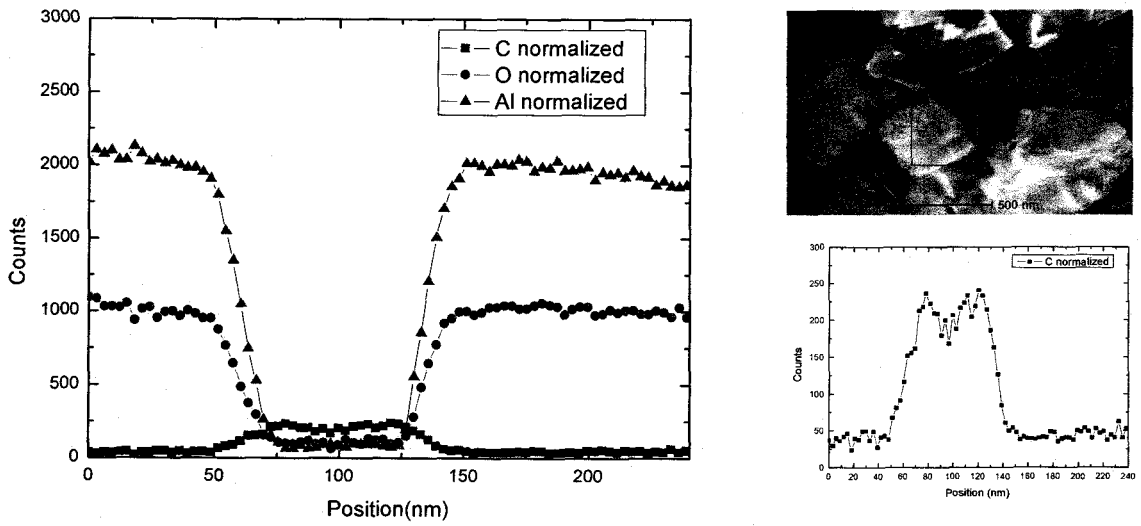 3000
2500
2000
1500
1000
500
0
Counts
C normalized
O normalized
Al normalized
0 50 100 150 200
Position(nm)
500 nm
300
250
200
150
100
50
0
Counts
C normalized
0 20 40 60 80 100 120 140 160 180 200 220 240
Position (nm)